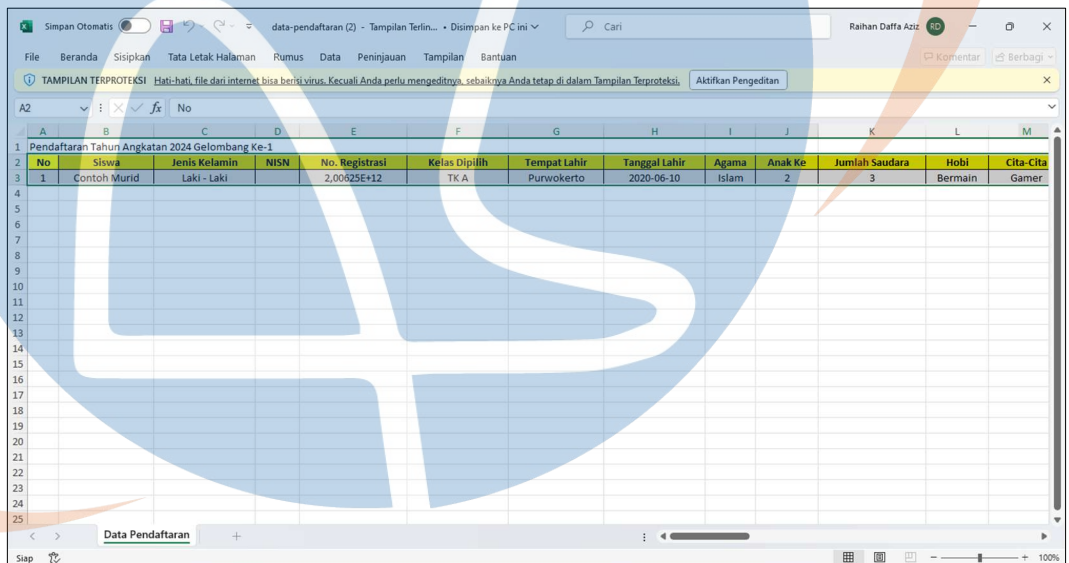 Simpan Otomatis data-pendaftaran (2) - Tampilan Terlin... • Disimpan ke PC ini Cari Raihan Daffa Aziz RD
File Beranda Sisipkan Tata Letak Halaman Rumus Data Peninjauan Tampilan Bantuan Komentar Berbagi
TAMPILAN TERPROTEKSI Hati-hati, file dari internet bisa berisi virus. Kecuali Anda perlu mengeditnya, sebaiknya Anda tetap di dalam Tampilan Terproteksi. Aktifkan Pengeditan
A2 fx No
A B C D E F G H I J K L M
1 Pendaftaran Tahun Angkatan 2024 Gelombang Ke-1
2 No Siswa Jenis Kelamin NISN No. Registrasi Kelas Dipilih Tempat Lahir Tanggal Lahir Agama Anak Ke Jumlah Saudara Hobi Cita-Cita
3 1 Contoh Murid Laki - Laki 2,00625E+12 TK A Purwokerto 2020-06-10 Islam 2 3 Bermain Gamer
4
5
6
7
8
9
10
11
12
13
14
15
16
17
18
19
20
21
22
23
24
25
Data Pendaftaran
Siap 100%